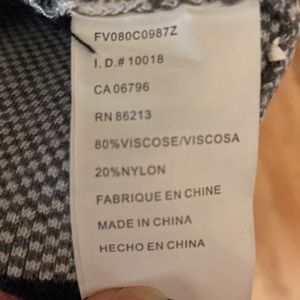 FV080C0987Z
I.D.# 10018
CA 06796
RN 86213
80%VISCOSE/VISCOSA
20%NYLON
FABRIQUE EN CHINE
MADE IN CHINA
HECHO EN CHINA